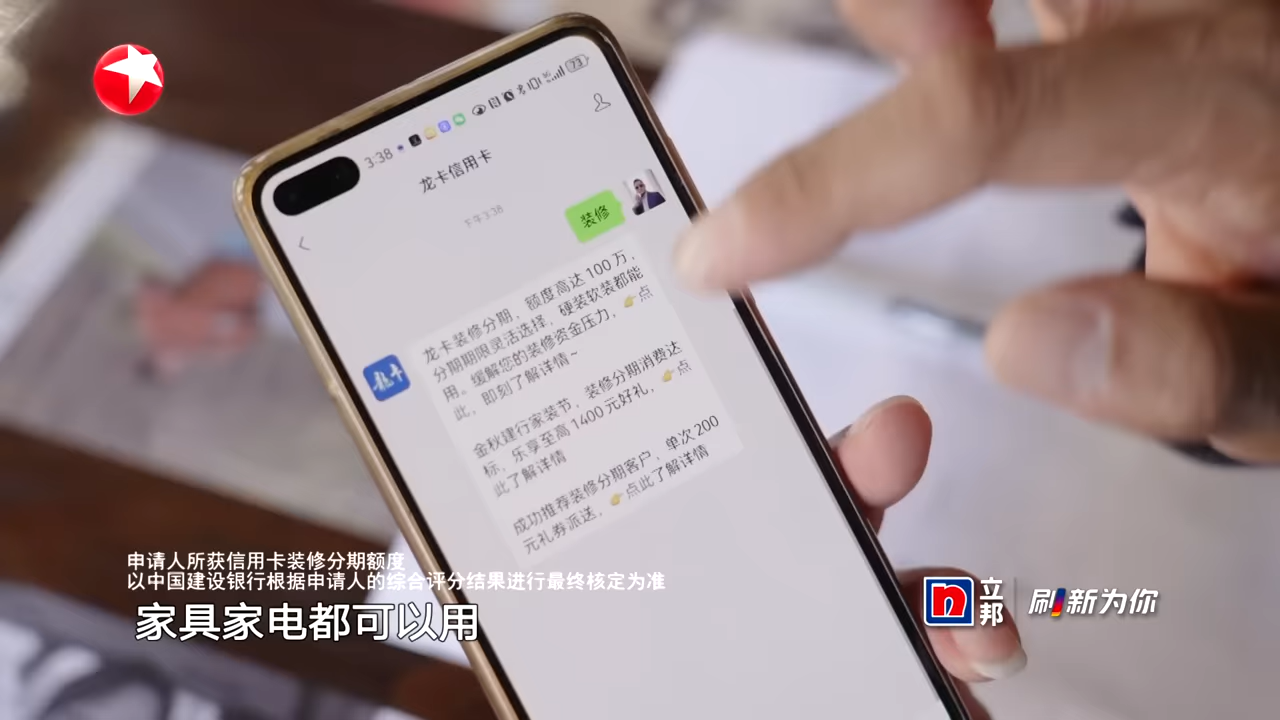 3:38
73
龙卡信用卡
下午3:38
装修
龙卡装修分期，额度高达100万，
分期期限灵活选择，硬装软装都能
用。缓解您的装修资金压力，👉点
此，即刻了解详情~
金秋建行家装节，装修分期消费达
标，乐享至高1400元好礼，👉点
此了解详情
成功推荐装修分期客户，单次200
元礼券派送，👉点此了解详情
龙卡
申请人所获信用卡装修分期额度
以中国建设银行根据申请人的综合评分结果进行最终核定为准
家具家电都可以用
n
立邦
刷新为你